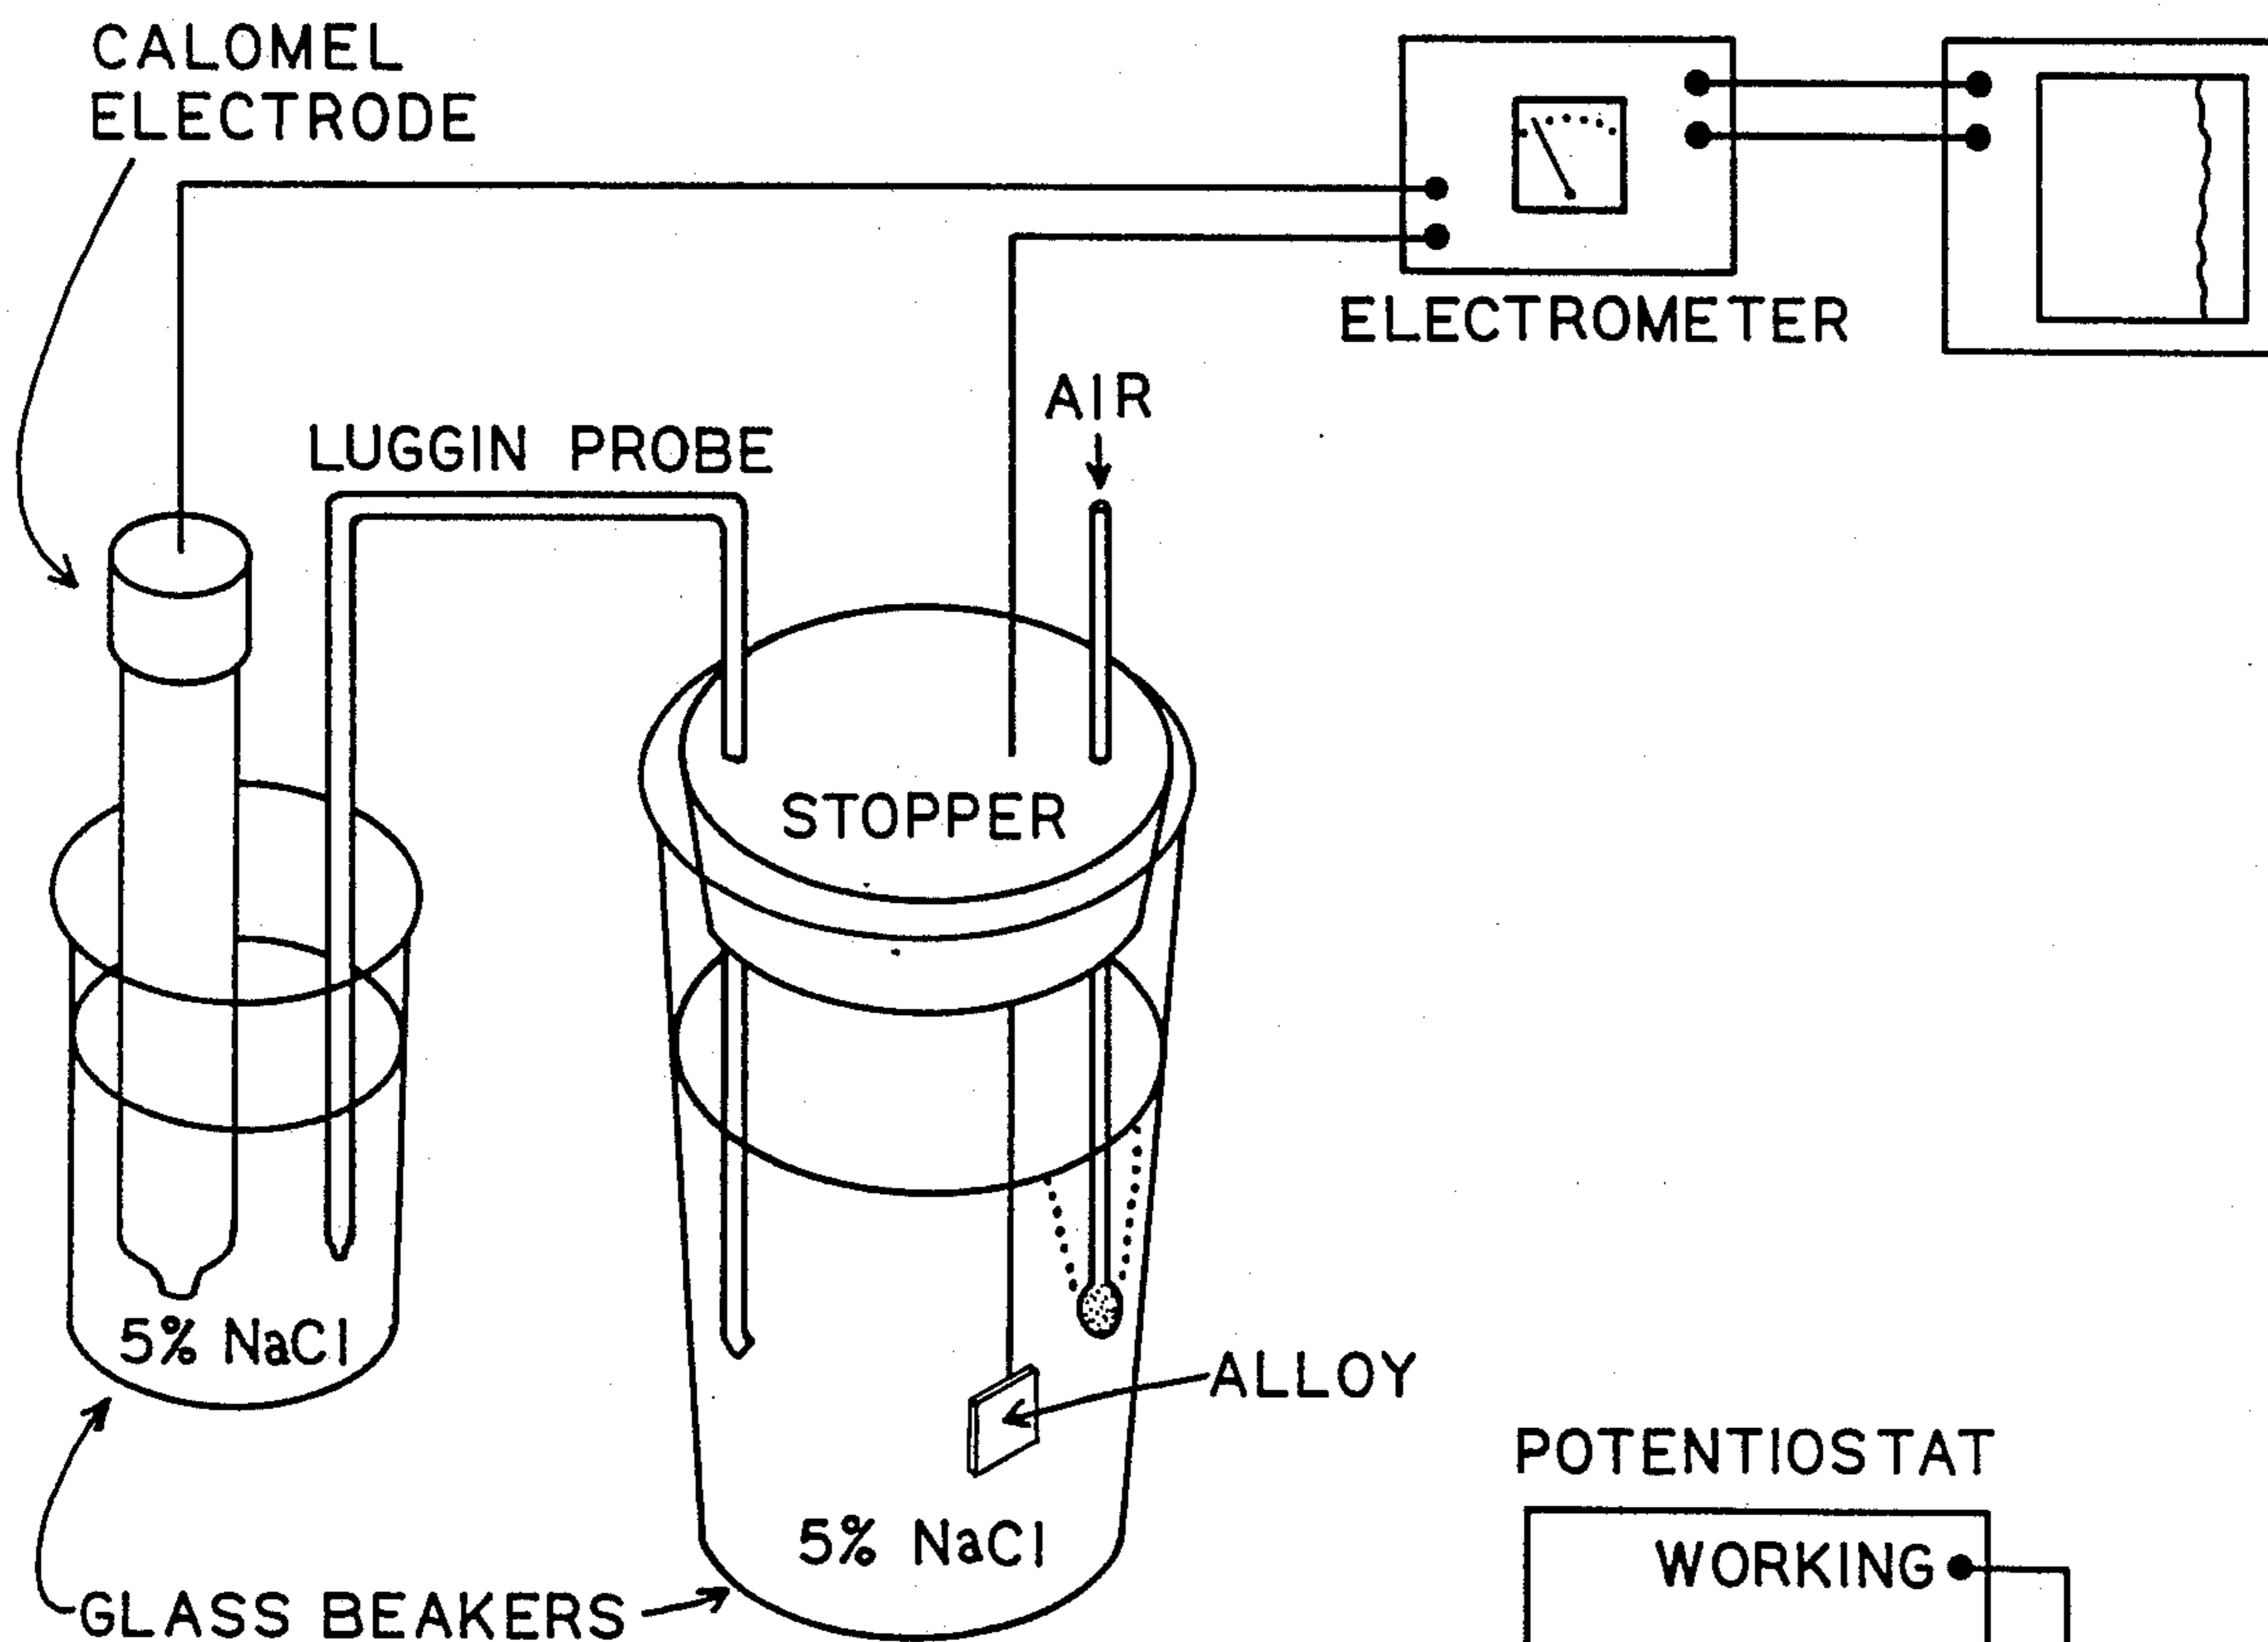 CALOMEL
ELECTRODE
ELECTROMETER
AIR
LUGGIN PROBE
STOPPER
ALLOY
5% NaCl
POTENTIOSTAT
5% NaCl
WORKING
GLASS BEAKERS